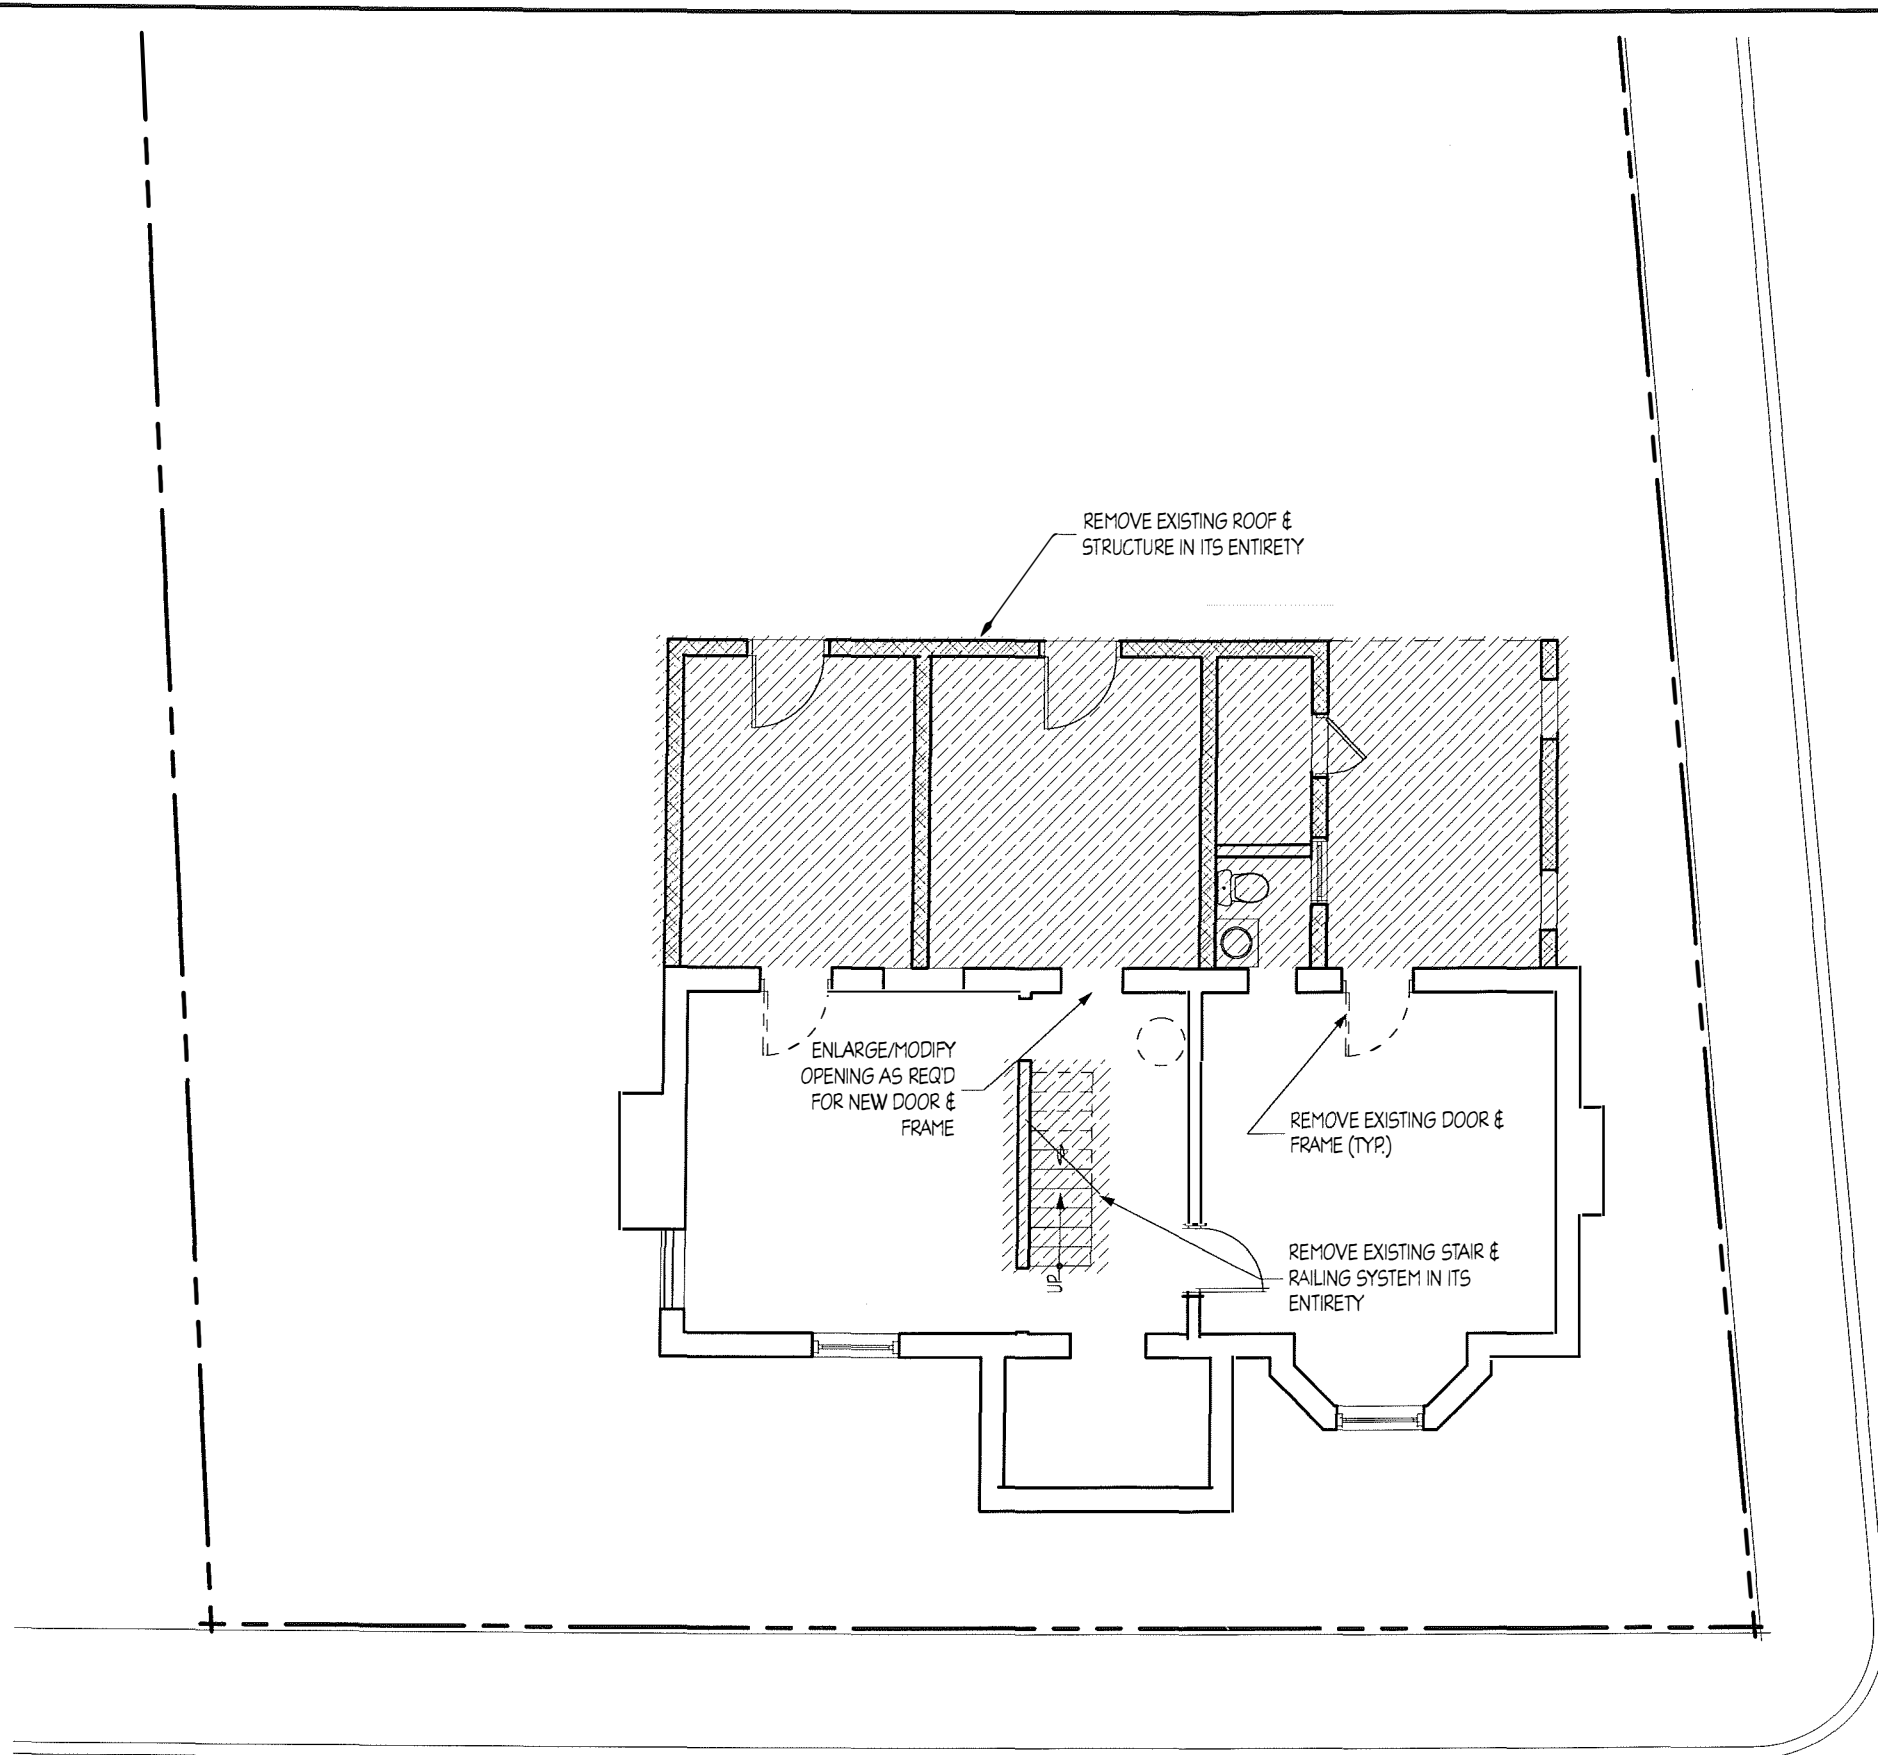 REMOVE EXISTING ROOF &
STRUCTURE IN ITS ENTIRETY
ENLARGE/MODIFY
OPENING AS REQ'D
FOR NEW DOOR &
FRAME
REMOVE EXISTING DOOR &
FRAME (TYP.)
REMOVE EXISTING STAIR &
RAILING SYSTEM IN ITS
ENTIRETY
UP